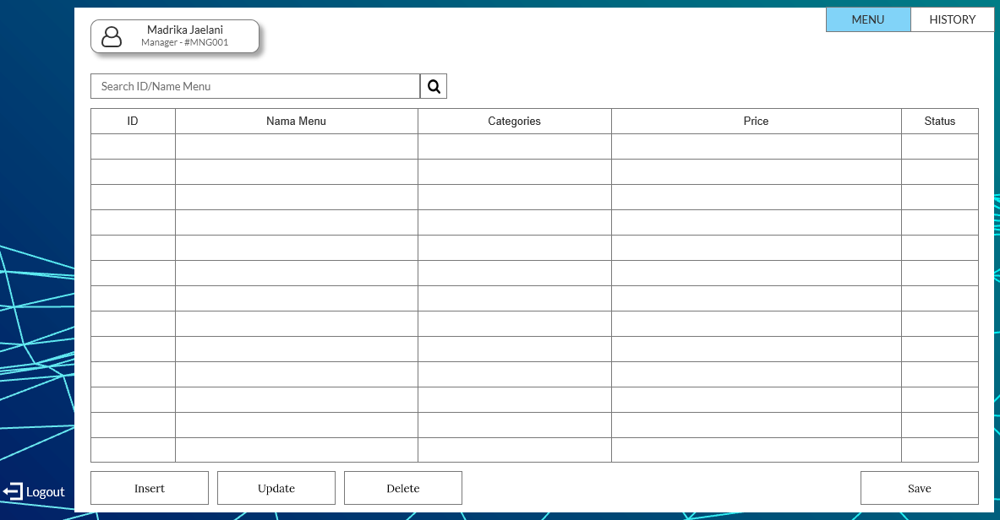 MENU
HISTORY
Madrika Jaelani
Manager - #MNG001
Search ID/Name Menu
ID
Nama Menu
Categories
Price
Status
Insert
Update
Delete
Save
Logout